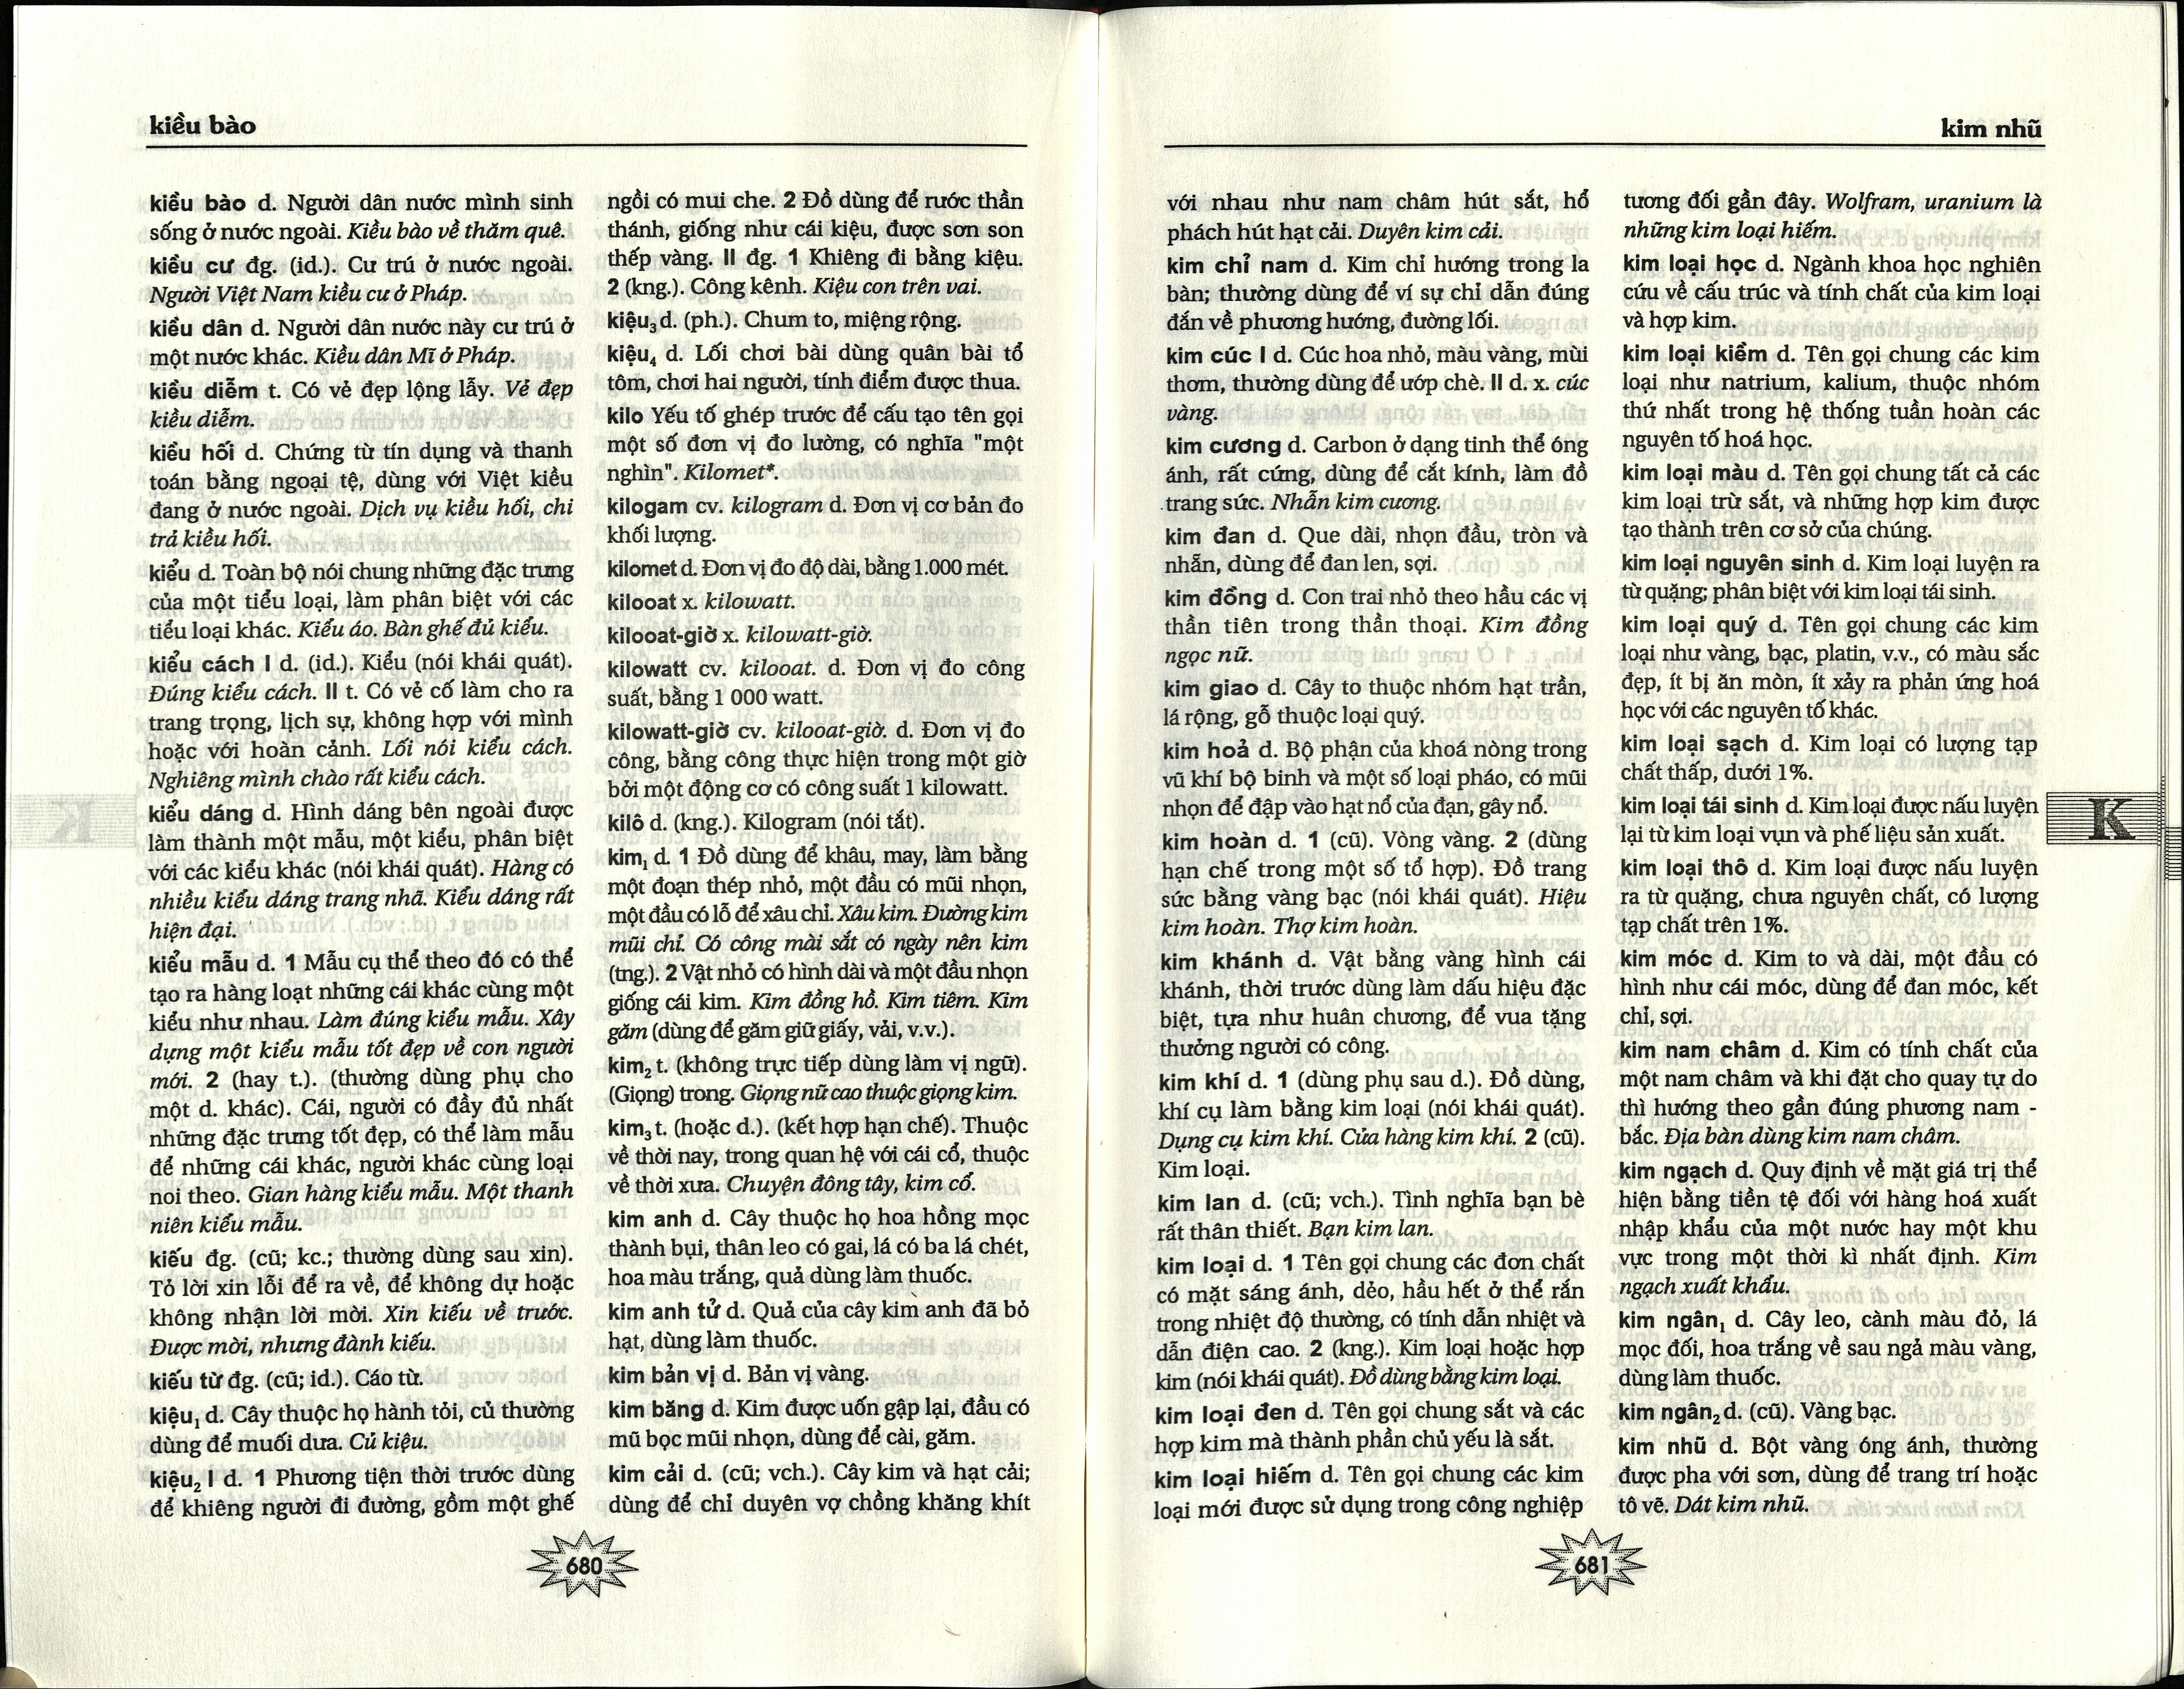 kiều bào
kiều bào d. Người dân nước mình sinh
sống ở nước ngoài. Kiều bào về thăm quê.
kiều cư đg. (id.). Cư trú ở nước ngoài.
Người Việt Nam kiều cư ở Pháp.
kiều dân d. Người dân nước này cư trú ở
một nước khác. Kiều dân Mĩ ở Pháp.
kiều diễm t. Có vẻ đẹp lộng lẫy. Vẻ đẹp
kiều diễm.
kiều hối d. Chứng từ tín dụng và thanh
toán bằng ngoại tệ, dùng với Việt kiều
đang ở nước ngoài. Dịch vụ kiều hối, chi
trả kiều hối.
kiểu d. Toàn bộ nói chung những đặc trưng
của một tiểu loại, làm phân biệt với các
tiểu loại khác. Kiểu áo. Bàn ghế đủ kiểu.
kiểu cách I d. (id.). Kiểu (nói khái quát).
Đúng kiểu cách. II t. Có vẻ cố làm cho ra
trang trọng, lịch sự, không hợp với mình
hoặc với hoàn cảnh. Lối nói kiểu cách.
Nghiêng mình chào rất kiểu cách.
kiểu dáng d. Hình dáng bên ngoài được
làm thành một mẫu, một kiểu, phân biệt
với các kiểu khác (nói khái quát). Hàng có
nhiều kiểu dáng trang nhã. Kiểu dáng rất
hiện đại.
kiểu mẫu d. 1 Mẫu cụ thể theo đó có thể
tạo ra hàng loạt những cái khác cùng một
kiểu như nhau. Làm đúng kiểu mẫu. Xây
dựng một kiểu mẫu tốt đẹp về con người
mới. 2 (hay t.). (thường dùng phụ cho
một d. khác). Cái, người có đầy đủ nhất
những đặc trưng tốt đẹp, có thể làm mẫu
để những cái khác, người khác cùng loại
noi theo. Gian hàng kiểu mẫu. Một thanh
niên kiểu mẫu.
kiếu đg. (cũ; kc.; thường dùng sau xin).
Tỏ lời xin lỗi để ra về, để không dự hoặc
không nhận lời mời. Xin kiếu về trước.
Được mời, nhưng đành kiếu.
kiếu từ đg. (cũ; id.). Cáo từ.
kiệu₁ d. Cây thuộc họ hành tỏi, củ thường
dùng để muối dưa. Củ kiệu.
kiệu₂ I d. 1 Phương tiện thời trước dùng
để khiêng người đi đường, gồm một ghế
ngồi có mui che. 2 Đồ dùng để rước thần
thánh, giống như cái kiệu, được sơn son
thếp vàng. II đg. 1 Khiêng đi bằng kiệu.
2 (kng.). Công kênh. Kiệu con trên vai.
kiệu₃ d. (ph.). Chum to, miệng rộng.
kiệu₄ d. Lối chơi bài dùng quân bài tổ
tôm, chơi hai người, tính điểm được thua.
kilo Yếu tố ghép trước để cấu tạo tên gọi
một số đơn vị đo lường, có nghĩa "một
nghìn". Kilomet*.
kilogam cv. kilogram d. Đơn vị cơ bản đo
khối lượng.
kilomet d. Đơn vị đo độ dài, bằng 1.000 mét.
kilooat x. kilowatt.
kilooat-giờ x. kilowatt-giờ.
kilowatt cv. kilooat. d. Đơn vị đo công
suất, bằng 1 000 watt.
kilowatt-giờ cv. kilooat-giờ. d. Đơn vị đo
công, bằng công thực hiện trong một giờ
bởi một động cơ có công suất 1 kilowatt.
kilô d. (kng.). Kilogram (nói tắt).
kim₁ d. 1 Đồ dùng để khâu, may, làm bằng
một đoạn thép nhỏ, một đầu có mũi nhọn,
một đầu có lỗ để xâu chỉ. Xâu kim. Đường kim
mũi chỉ. Có công mài sắt có ngày nên kim
(tng.). 2 Vật nhỏ có hình dài và một đầu nhọn
giống cái kim. Kim đồng hồ. Kim tiêm. Kim
găm (dùng để găm giữ giấy, vải, v.v.).
kim₂ t. (không trực tiếp dùng làm vị ngữ).
(Giọng) trong. Giọng nữ cao thuộc giọng kim.
kim₃ t. (hoặc d.). (kết hợp hạn chế). Thuộc
về thời nay, trong quan hệ với cái cổ, thuộc
về thời xưa. Chuyện đông tây, kim cổ.
kim anh d. Cây thuộc họ hoa hồng mọc
thành bụi, thân leo có gai, lá có ba lá chét,
hoa màu trắng, quả dùng làm thuốc.
kim anh tử d. Quả của cây kim anh đã bỏ
hạt, dùng làm thuốc.
kim bản vị d. Bản vị vàng.
kim băng d. Kim được uốn gập lại, đầu có
mũ bọc mũi nhọn, dùng để cài, găm.
kim cải d. (cũ; vch.). Cây kim và hạt cải;
dùng để chỉ duyên vợ chồng khăng khít
680
kim nhũ
với nhau như nam châm hút sắt, hổ
phách hút hạt cải. Duyên kim cải.
kim chỉ nam d. Kim chỉ hướng trong la
bàn; thường dùng để ví sự chỉ dẫn đúng
đắn về phương hướng, đường lối.
kim cúc I d. Cúc hoa nhỏ, màu vàng, mùi
thơm, thường dùng để ướp chè. II d. x. cúc
vàng.
kim cương d. Carbon ở dạng tinh thể óng
ánh, rất cứng, dùng để cắt kính, làm đồ
trang sức. Nhẫn kim cương.
kim đan d. Que dài, nhọn đầu, tròn và
nhẵn, dùng để đan len, sợi.
kim đồng d. Con trai nhỏ theo hầu các vị
thần tiên trong thần thoại. Kim đồng
ngọc nữ.
kim giao d. Cây to thuộc nhóm hạt trần,
lá rộng, gỗ thuộc loại quý.
kim hoả d. Bộ phận của khoá nòng trong
vũ khí bộ binh và một số loại pháo, có mũi
nhọn để đập vào hạt nổ của đạn, gây nổ.
kim hoàn d. 1 (cũ). Vòng vàng. 2 (dùng
hạn chế trong một số tổ hợp). Đồ trang
sức bằng vàng bạc (nói khái quát). Hiệu
kim hoàn. Thợ kim hoàn.
kim khánh d. Vật bằng vàng hình cái
khánh, thời trước dùng làm dấu hiệu đặc
biệt, tựa như huân chương, để vua tặng
thưởng người có công.
kim khí d. 1 (dùng phụ sau d.). Đồ dùng,
khí cụ làm bằng kim loại (nói khái quát).
Dụng cụ kim khí. Cửa hàng kim khí. 2 (cũ).
Kim loại.
kim lan d. (cũ; vch.). Tình nghĩa bạn bè
rất thân thiết. Bạn kim lan.
kim loại d. 1 Tên gọi chung các đơn chất
có mặt sáng ánh, dẻo, hầu hết ở thể rắn
trong nhiệt độ thường, có tính dẫn nhiệt và
dẫn điện cao. 2 (kng.). Kim loại hoặc hợp
kim (nói khái quát). Đồ dùng bằng kim loại.
kim loại đen d. Tên gọi chung sắt và các
hợp kim mà thành phần chủ yếu là sắt.
kim loại hiếm d. Tên gọi chung các kim
loại mới được sử dụng trong công nghiệp
tương đối gần đây. Wolfram, uranium là
những kim loại hiếm.
kim loại học d. Ngành khoa học nghiên
cứu về cấu trúc và tính chất của kim loại
và hợp kim.
kim loại kiềm d. Tên gọi chung các kim
loại như natrium, kalium, thuộc nhóm
thứ nhất trong hệ thống tuần hoàn các
nguyên tố hoá học.
kim loại màu d. Tên gọi chung tất cả các
kim loại trừ sắt, và những hợp kim được
tạo thành trên cơ sở của chúng.
kim loại nguyên sinh d. Kim loại luyện ra
từ quặng; phân biệt với kim loại tái sinh.
kim loại quý d. Tên gọi chung các kim
loại như vàng, bạc, platin, v.v., có màu sắc
đẹp, ít bị ăn mòn, ít xảy ra phản ứng hoá
học với các nguyên tố khác.
kim loại sạch d. Kim loại có lượng tạp
chất thấp, dưới 1%.
kim loại tái sinh d. Kim loại được nấu luyện
lại từ kim loại vụn và phế liệu sản xuất.
kim loại thô d. Kim loại được nấu luyện
ra từ quặng, chưa nguyên chất, có lượng
tạp chất trên 1%.
kim móc d. Kim to và dài, một đầu có
hình như cái móc, dùng để đan móc, kết
chỉ, sợi.
kim nam châm d. Kim có tính chất của
một nam châm và khi đặt cho quay tự do
thì hướng theo gần đúng phương nam -
bắc. Địa bàn dùng kim nam châm.
kim ngạch d. Quy định về mặt giá trị thể
hiện bằng tiền tệ đối với hàng hoá xuất
nhập khẩu của một nước hay một khu
vực trong một thời kì nhất định. Kim
ngạch xuất khẩu.
kim ngân₁ d. Cây leo, cành màu đỏ, lá
mọc đối, hoa trắng về sau ngả màu vàng,
dùng làm thuốc.
kim ngân₂ d. (cũ). Vàng bạc.
kim nhũ d. Bột vàng óng ánh, thường
được pha với sơn, dùng để trang trí hoặc
tô vẽ. Dát kim nhũ.
K
681